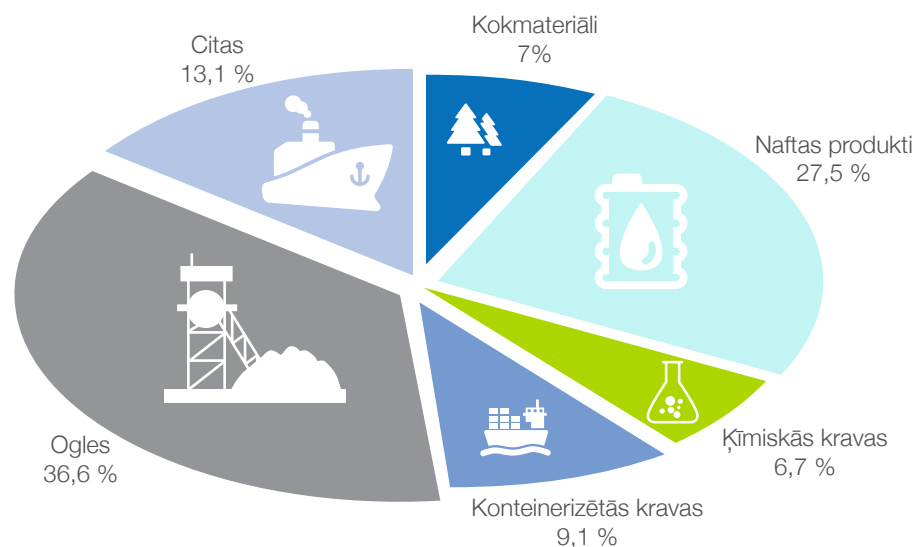 Kokmateriāli
7%
Citas
13,1 %
Naftas produkti
27,5 %
Ķīmiskās kravas
6,7 %
Ogles
36,6 %
Konteinerizētās kravas
9,1 %